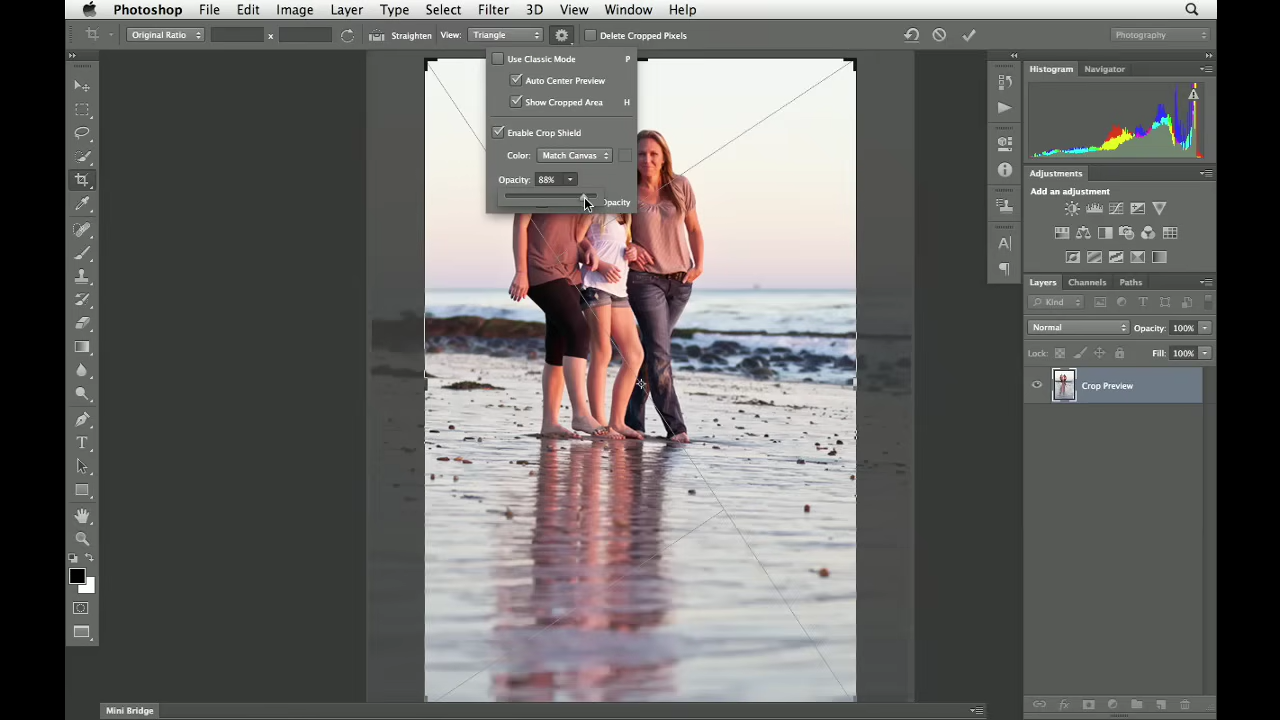 Photoshop File Edit Image Layer Type Select Filter 3D View Window Help
Original Ratio x Straighten View: Triangle Delete Cropped Pixels Photography
Use Classic Mode P
Auto Center Preview
Show Cropped Area H
Enable Crop Shield
Color: Match Canvas
Opacity: 88%
Opacity
Histogram Navigator
Adjustments
Add an adjustment
Layers Channels Paths
Kind
Normal Opacity: 100%
Lock: Fill: 100%
Crop Preview
Mini Bridge